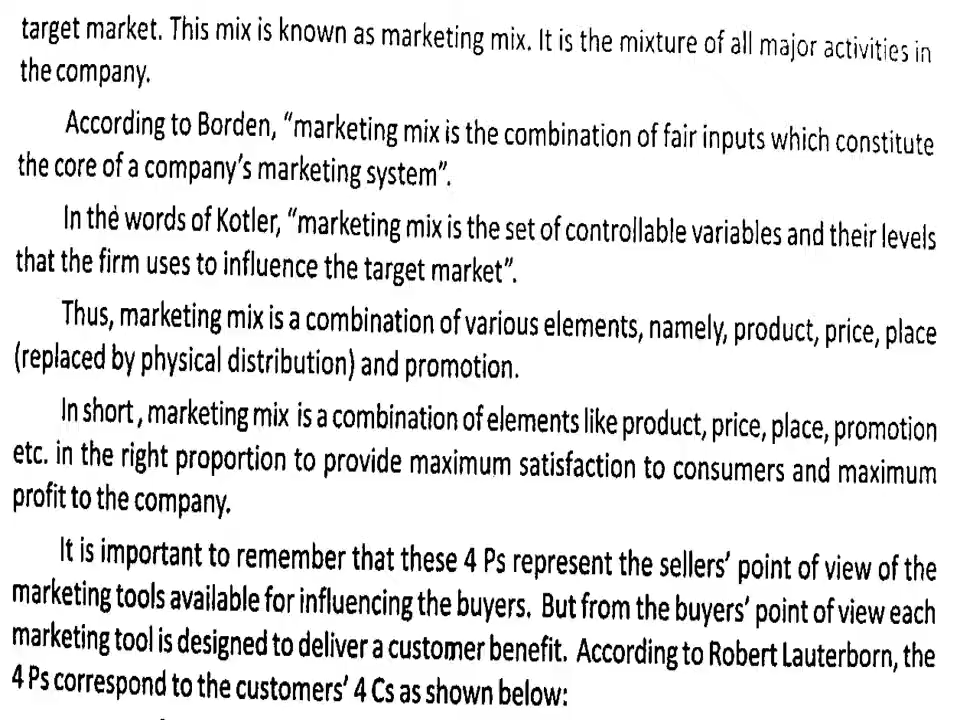 target market. This mix is known as marketing mix. It is the mixture of all major activities in
the company.
According to Borden, “marketing mix is the combination of fair inputs which constitute
the core of a company’s marketing system”.
In the words of Kotler, “marketing mix is the set of controllable variables and their levels
that the firm uses to influence the target market”.
Thus, marketing mix is a combination of various elements, namely, product, price, place
(replaced by physical distribution) and promotion.
In short, marketing mix is a combination of elements like product, price, place, promotion
etc. in the right proportion to provide maximum satisfaction to consumers and maximum
profit to the company.
It is important to remember that these 4 Ps represent the sellers’ point of view of the
marketing tools available for influencing the buyers. But from the buyers’ point of view each
marketing tool is designed to deliver a customer benefit. According to Robert Lauterborn, the
4 Ps correspond to the customers’ 4 Cs as shown below: